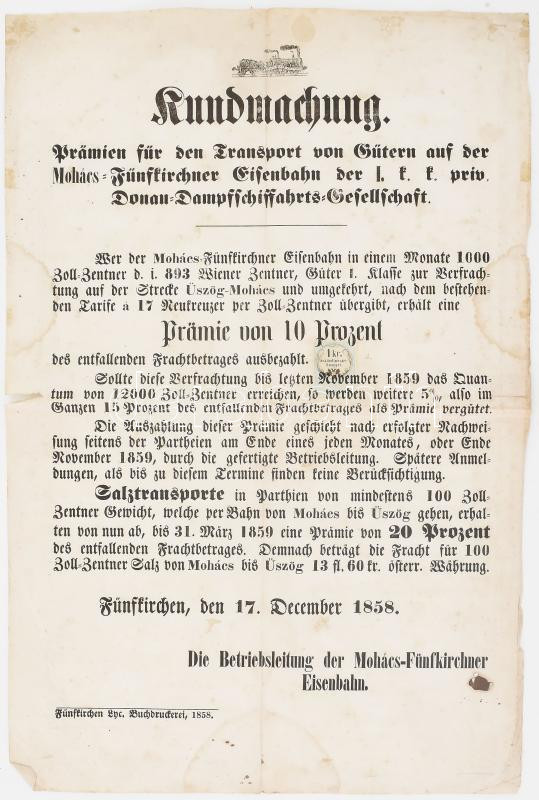 Kundmachung.
Prämien für den Transport von Gütern auf der
Mohács-Fünfkirchner Eisenbahn der I. k. k. priv.
Donau-Dampfschiffahrts-Gesellschaft.
Wer der Mohács-Fünfkirchner Eisenbahn in einem Monate 1000
Zoll-Zentner d. i. 893 Wiener Zentner, Güter I. Klasse zur Verfrach-
tung auf der Strecke Üszög-Mohács und umgekehrt, nach dem bestehen-
den Tarife à 17 Neukreuzer per Zoll-Zentner übergibt, erhält eine
Prämie von 10 Prozent
des entfallenden Frachtbetrages ausbezahlt.
1 kr.
Sollte diese Verfrachtung bis letzten November 1859 das Quan-
tum von 12000 Zoll-Zentner erreichen, so werden weitere 5%, also im
Ganzen 15 Prozent des entfallenden Frachtbetrages als Prämie vergütet.
Die Auszahlung dieser Prämie geschieht nach erfolgter Nachwei-
sung seitens der Partheien am Ende eines jeden Monates, oder Ende
November 1859, durch die gefertigte Betriebsleitung. Spätere Anmel-
dungen, als bis zu diesem Termine finden keine Berücksichtigung.
Salztransporte in Parthien von mindestens 100 Zoll-
Zentner Gewicht, welche per Bahn von Mohács bis Üszög gehen, erhal-
ten von nun ab, bis 31. März 1859 eine Prämie von 20 Prozent
des entfallenden Frachtbetrages. Demnach beträgt die Fracht für 100
Zoll-Zentner Salz von Mohács bis Üszög 13 fl. 60 kr. österr. Währung.
Fünfkirchen, den 17. December 1858.
Die Betriebsleitung der Mohács-Fünfkirchner
Eisenbahn.
Fünfkirchen Lyc. Buchdruckerei, 1858.